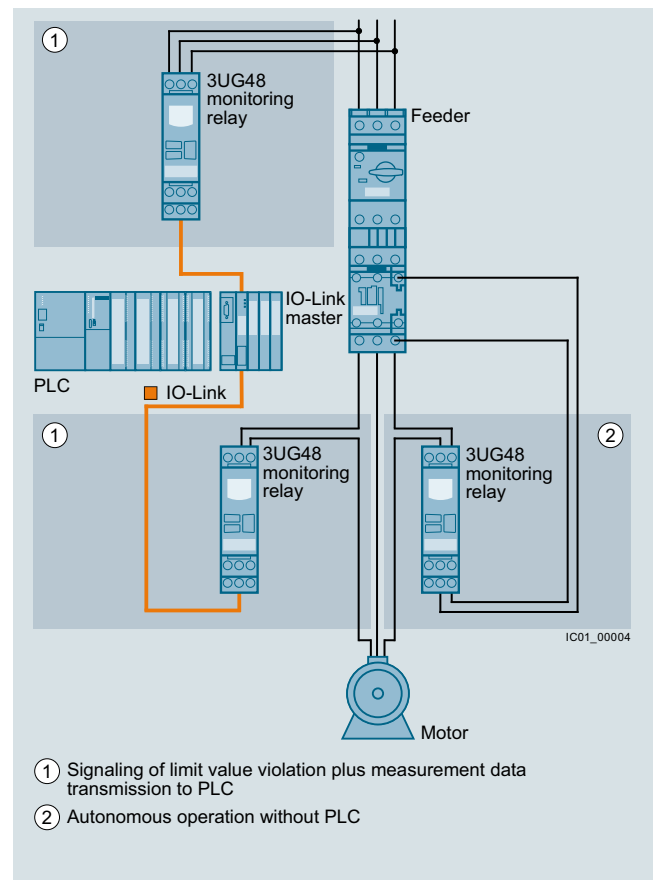 1
3UG48
monitoring
relay
Feeder
IO-Link
master
PLC
IO-Link
1
3UG48
monitoring
relay
2
3UG48
monitoring
relay
IC01_00004
Motor
1 Signaling of limit value violation plus measurement data
transmission to PLC
2 Autonomous operation without PLC